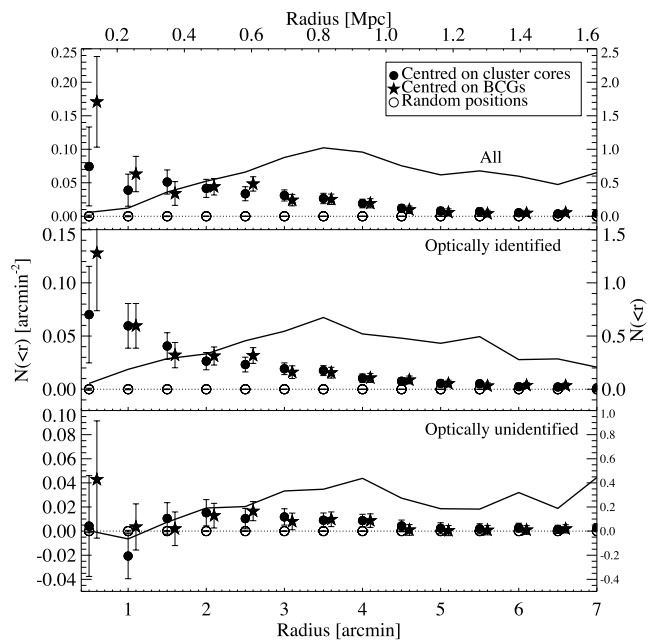 Radius [Mpc]
0.2 0.4 0.6 0.8 1.0 1.2 1.4 1.6
0.25 2.5
0.20 2.0
0.15 1.5
0.10 1.0
0.05 0.5
0.00 0.0
Centred on cluster cores
Centred on BCGs
Random positions
All
0.15 1.5
Optically identified
0.10 1.0
0.05 0.5
0.00 0.0
N(<r) [arcmin⁻²]
N(<r)
0.10 1.0
Optically unidentified
0.08 0.8
0.06 0.6
0.04 0.4
0.02 0.2
0.00 0.0
-0.02 -0.2
-0.04 -0.4
1 2 3 4 5 6 7
Radius [arcmin]